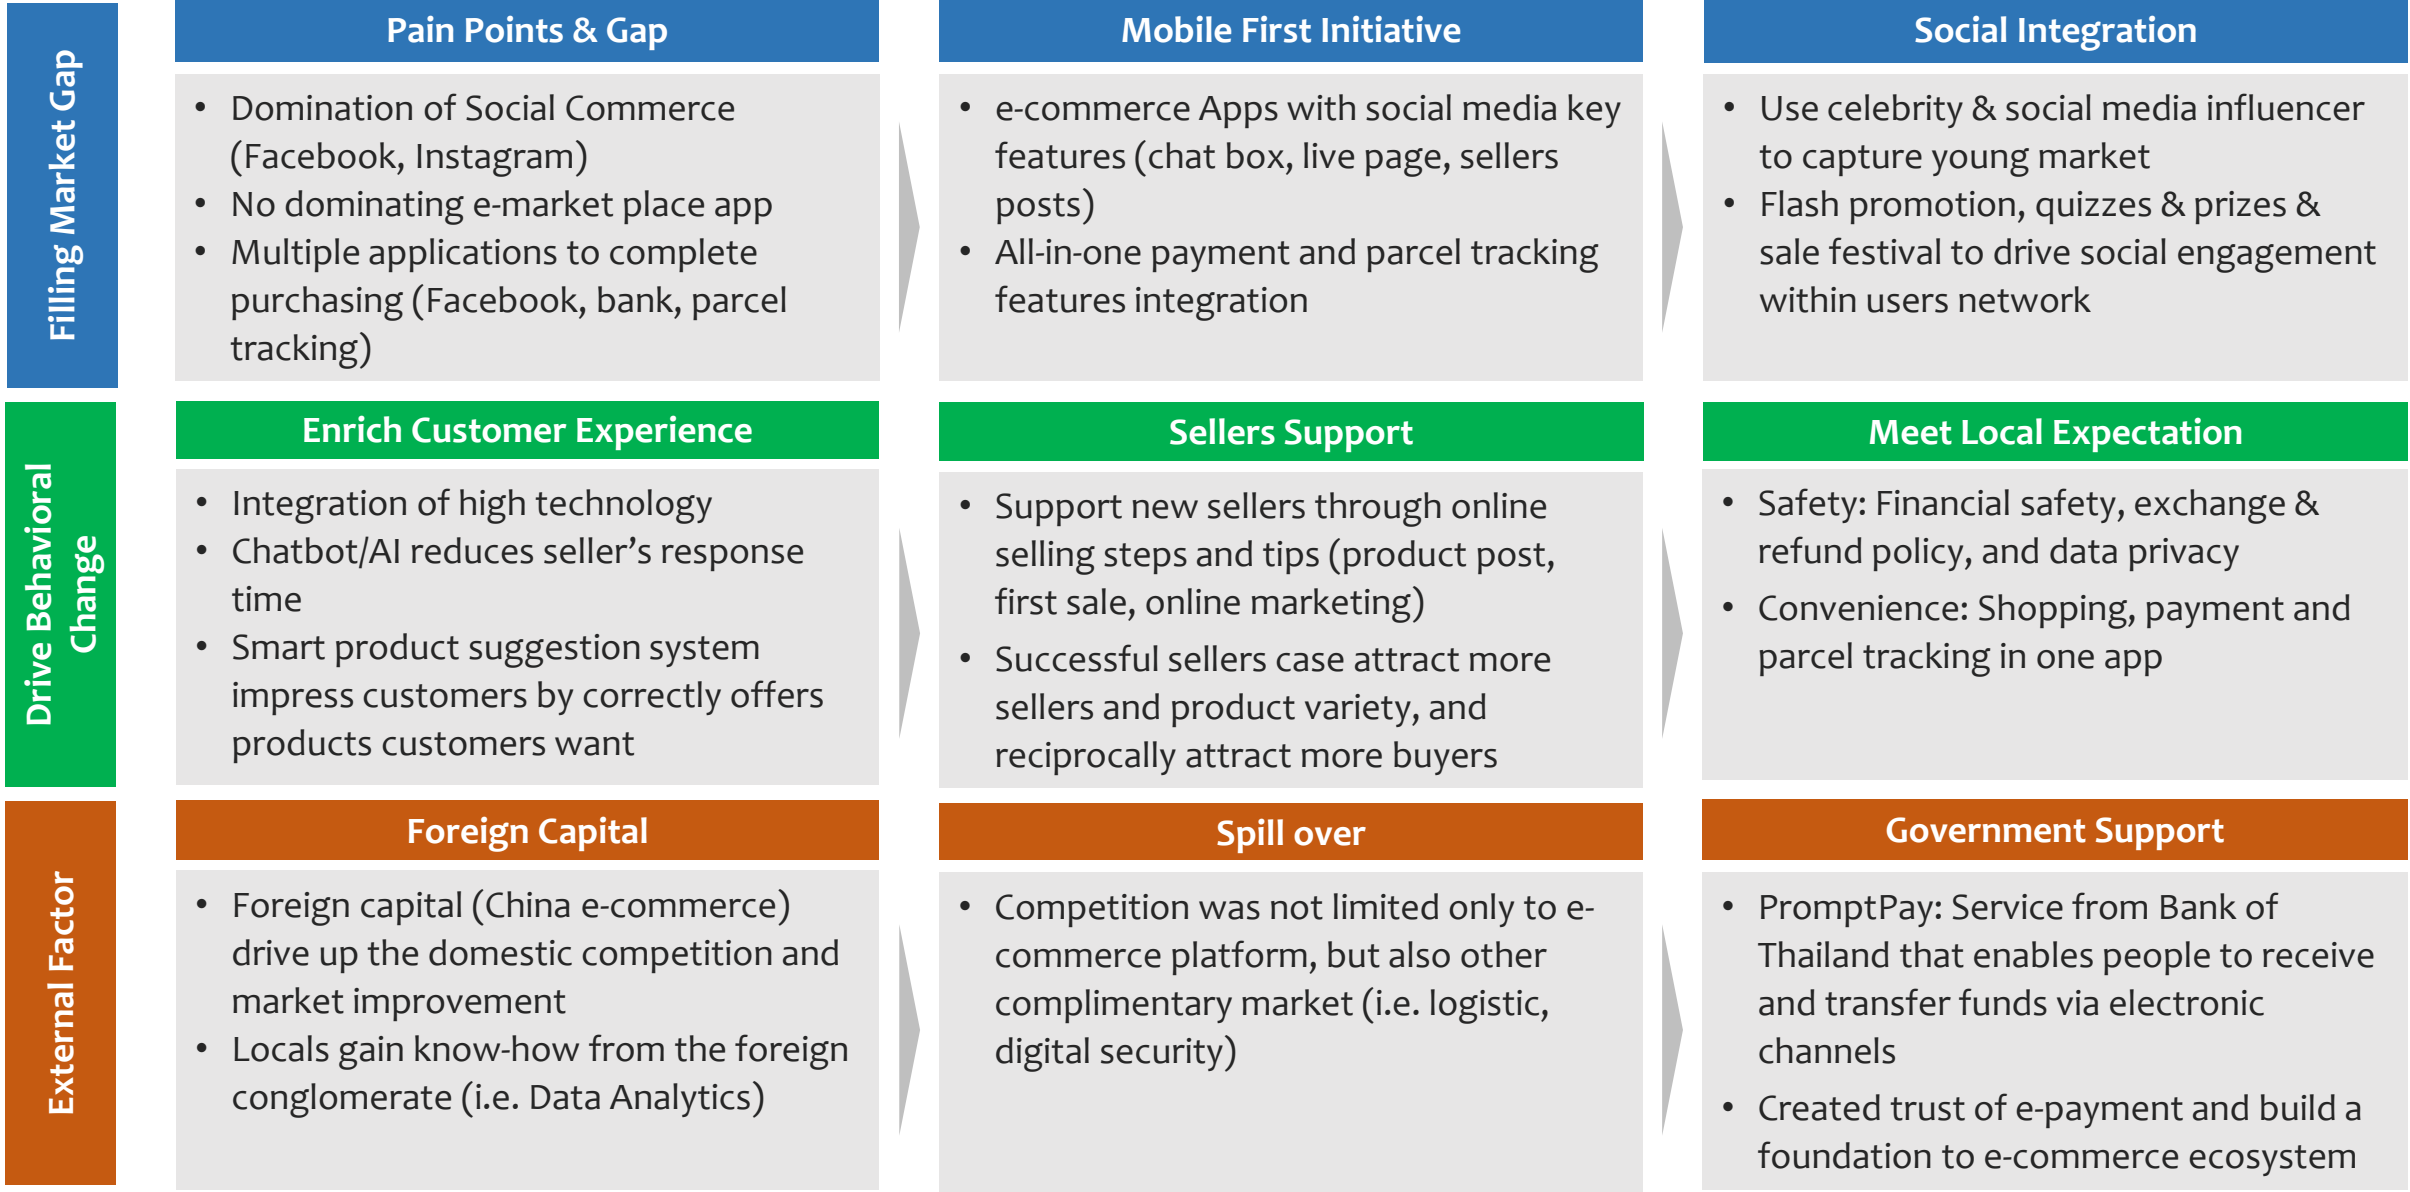 Filling Market Gap
Pain Points & Gap
• Domination of Social Commerce
(Facebook, Instagram)
• No dominating e-market place app
• Multiple applications to complete
purchasing (Facebook, bank, parcel
tracking)
Mobile First Initiative
• e-commerce Apps with social media key
features (chat box, live page, sellers
posts)
• All-in-one payment and parcel tracking
features integration
Social Integration
• Use celebrity & social media influencer
to capture young market
• Flash promotion, quizzes & prizes &
sale festival to drive social engagement
within users network
Drive Behavioral
Change
Enrich Customer Experience
• Integration of high technology
• Chatbot/AI reduces seller’s response
time
• Smart product suggestion system
impress customers by correctly offers
products customers want
Sellers Support
• Support new sellers through online
selling steps and tips (product post,
first sale, online marketing)
• Successful sellers case attract more
sellers and product variety, and
reciprocally attract more buyers
Meet Local Expectation
• Safety: Financial safety, exchange &
refund policy, and data privacy
• Convenience: Shopping, payment and
parcel tracking in one app
External Factor
Foreign Capital
• Foreign capital (China e-commerce)
drive up the domestic competition and
market improvement
• Locals gain know-how from the foreign
conglomerate (i.e. Data Analytics)
Spill over
• Competition was not limited only to e-
commerce platform, but also other
complimentary market (i.e. logistic,
digital security)
Government Support
• PromptPay: Service from Bank of
Thailand that enables people to receive
and transfer funds via electronic
channels
• Created trust of e-payment and build a
foundation to e-commerce ecosystem